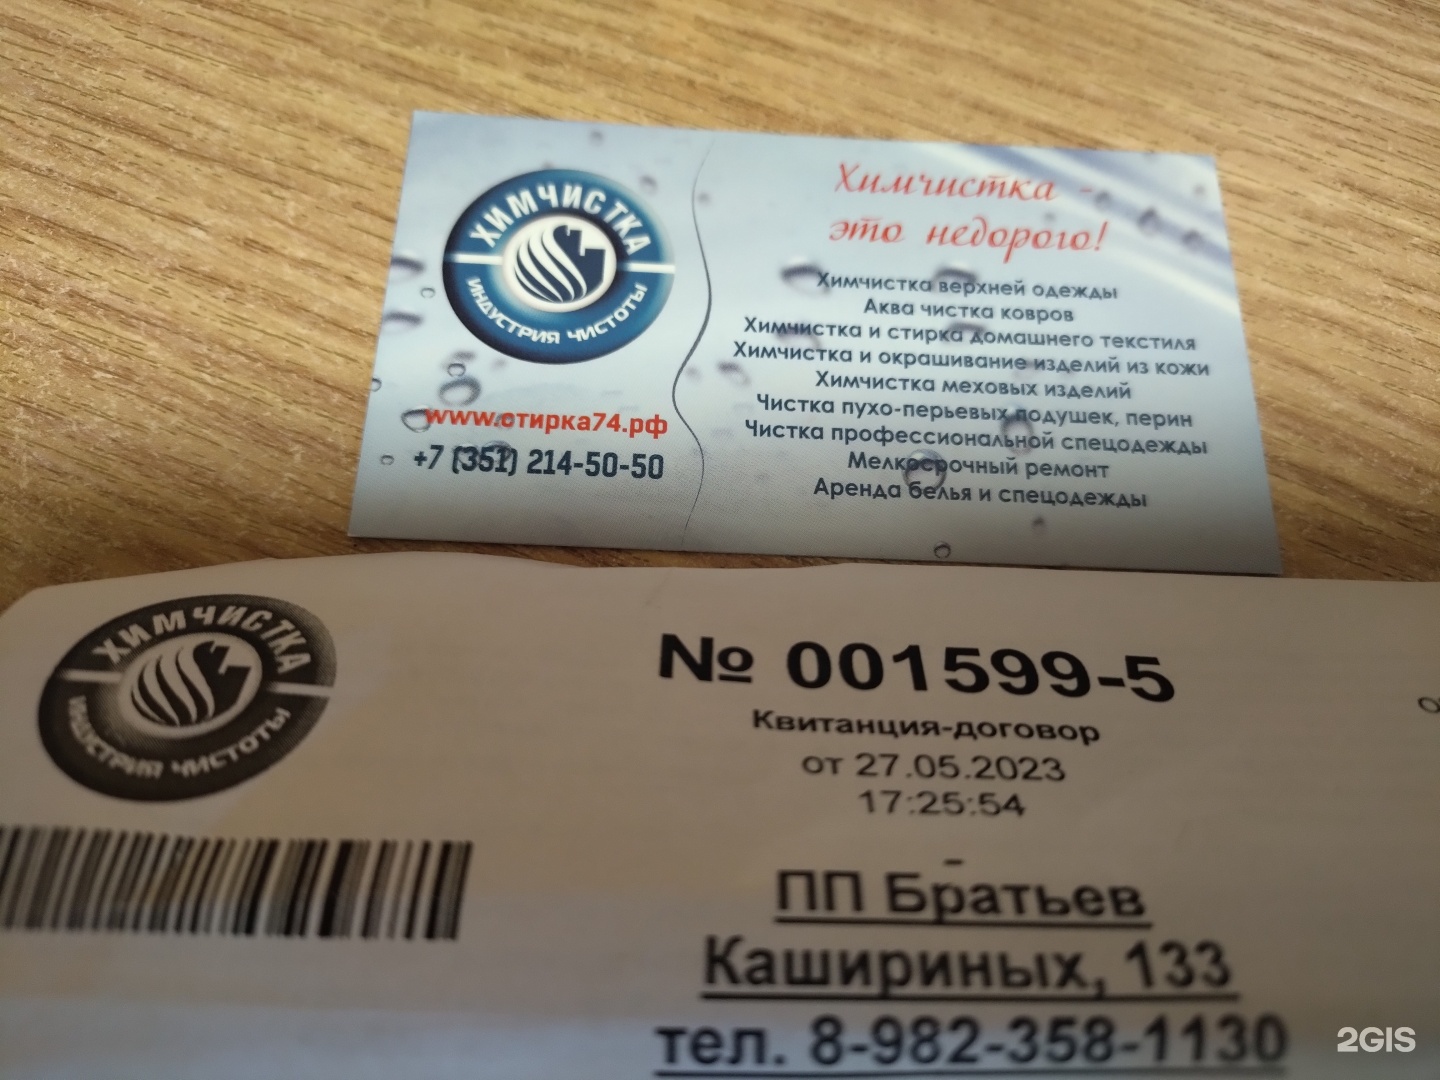 ХИМЧИСТКА
ИНДУСТРИЯ ЧИСТОТЫ
www.стирка74.рф
+7 (351) 214-50-50
Химчистка -
это недорого!
Химчистка верхней одежды
Аква чистка ковров
Химчистка и стирка домашнего текстиля
Химчистка и окрашивание изделий из кожи
Химчистка меховых изделий
Чистка пухо-перьевых подушек, перин
Чистка профессиональной спецодежды
Мелкосрочный ремонт
Аренда белья и спецодежды
ХИМЧИСТКА
ИНДУСТРИЯ ЧИСТОТЫ
№ 001599-5
Квитанция-договор
от 27.05.2023
17:25:54
-
ПП Братьев
Кашириных, 133
тел. 8-982-358-1130
2GIS